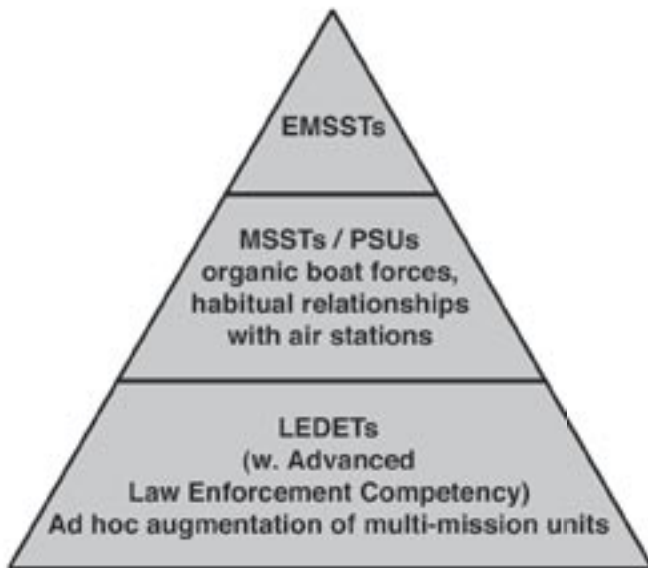 EMSSTs
MSSTs / PSUs
organic boat forces,
habitual relationships
with air stations
LEDETs
(w. Advanced
Law Enforcement Competency)
Ad hoc augmentation of multi-mission units